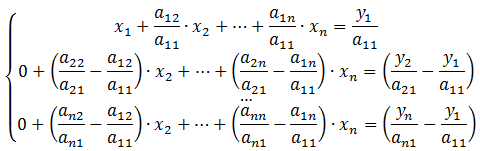 x₁ + a₁₂/a₁₁ · x₂ + ⋯ + a₁ₙ/a₁₁ · xₙ = y₁/a₁₁
0 + (a₂₂/a₂₁ − a₁₂/a₁₁) · x₂ + ⋯ + (a₂ₙ/a₂₁ − a₁ₙ/a₁₁) · xₙ = (y₂/a₂₁ − y₁/a₁₁)
...
0 + (aₙ₂/aₙ₁ − a₁₂/a₁₁) · x₂ + ⋯ + (aₙₙ/aₙ₁ − a₁ₙ/a₁₁) · xₙ = (yₙ/aₙ₁ − y₁/a₁₁)